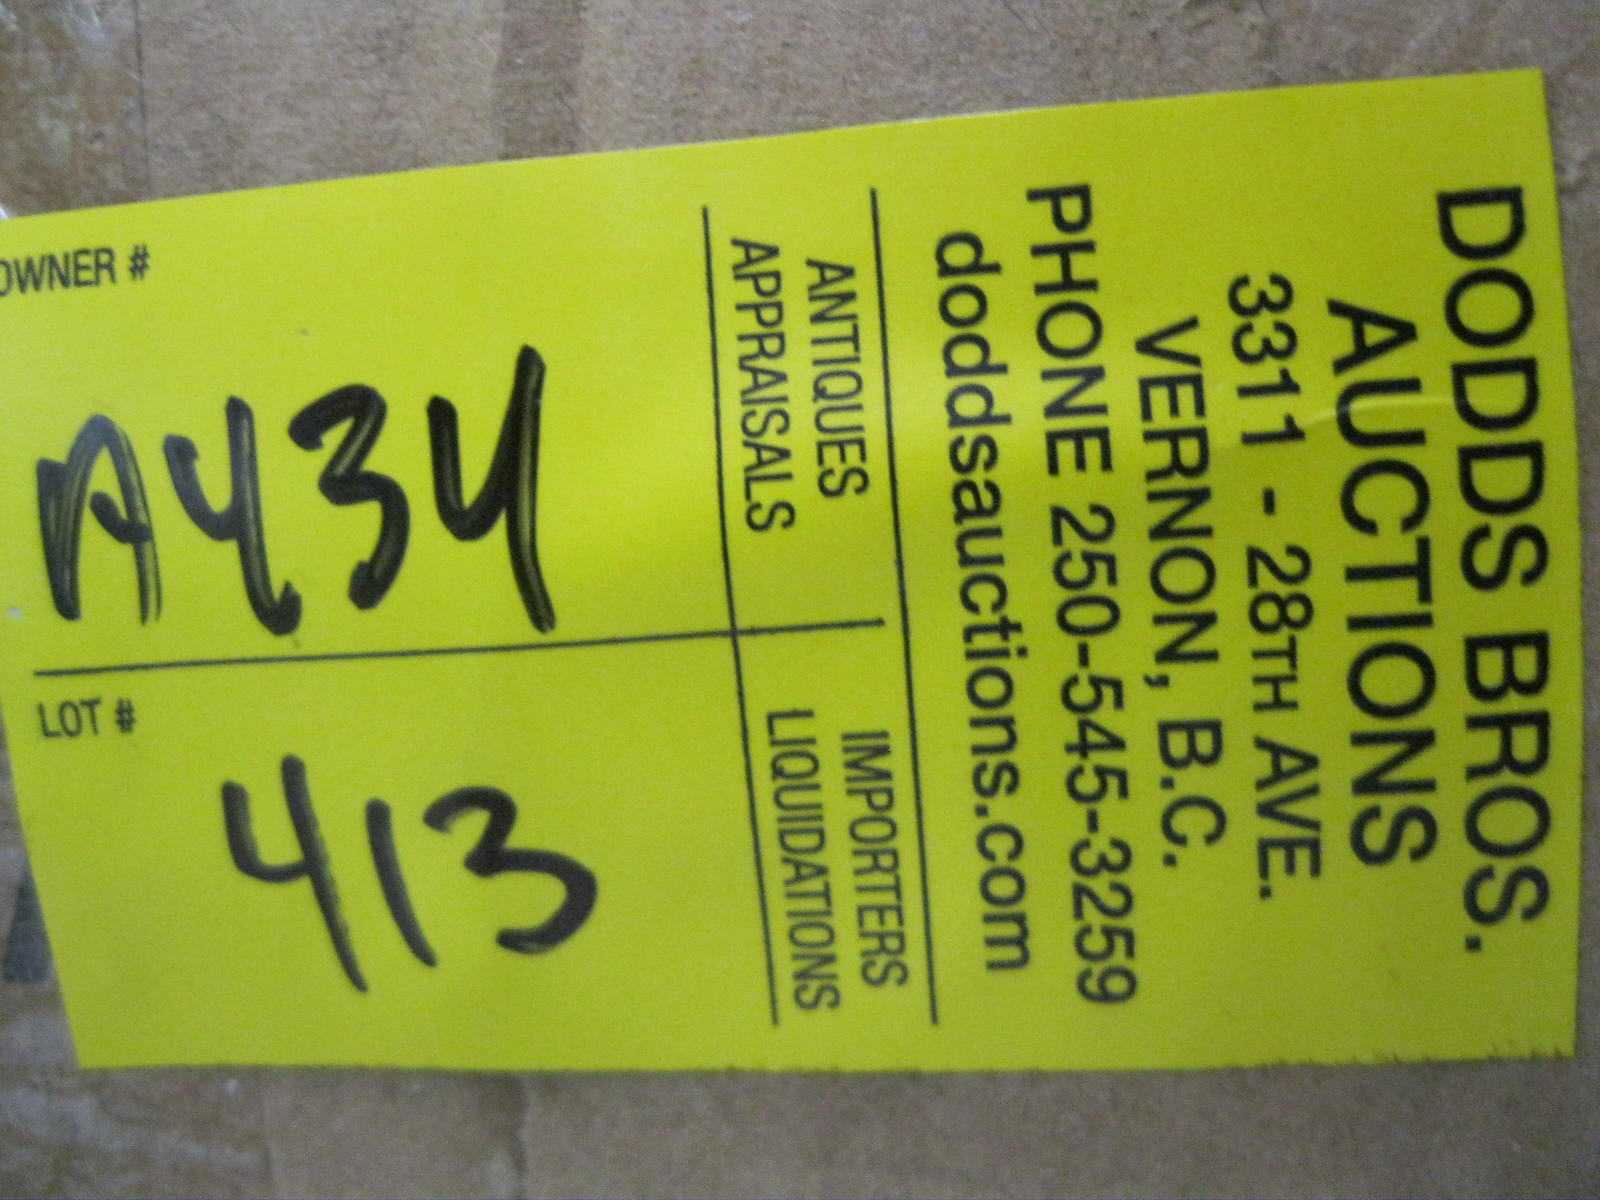 DODDS BROS.
AUCTIONS
3311 - 28TH AVE.
VERNON, B.C.
PHONE 250-545-3259
doddsauctions.com
ANTIQUES
APPRAISALS
IMPORTERS
LIQUIDATIONS
A434
413
OWNER #
LOT #